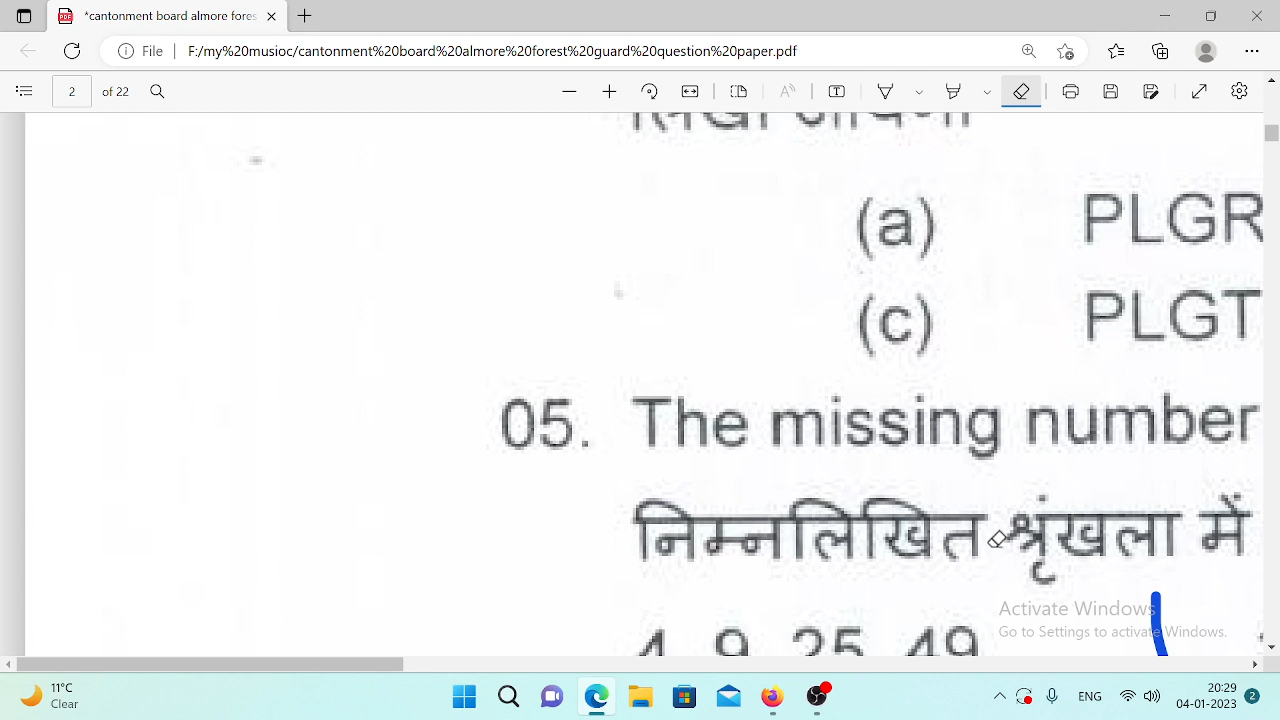 *cantonment board almore fores
File F:/my%20musioc/cantonment%20board%20almore%20forest%20guard%20question%20paper.pdf
2 of 22
(a) PLGR
(c) PLGT
05. The missing number
निम्नलिखित श्रृंखला में
4 9 25 49
Activate Windows
Go to Settings to activate Windows.
11°C
Clear
ENG
20:29
04-01-2023
2